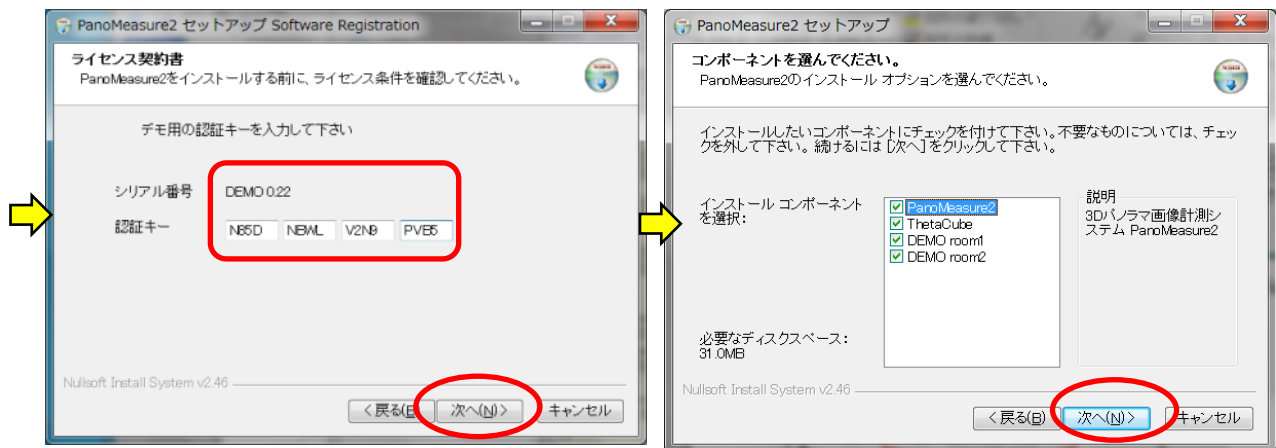 PanoMeasure2 セットアップ Software Registration
ライセンス契約書
PanoMeasure2をインストールする前に、ライセンス条件を確認してください。
デモ用の認証キーを入力して下さい
シリアル番号 DEMO 0.22
認証キー N85D NBWL V2N9 PVB5
Nullsoft Install System v2.46
<戻る(B 次へ(N)> キャンセル
PanoMeasure2 セットアップ
コンポーネントを選んでください。
PanoMeasure2のインストール オプションを選んでください。
インストールしたいコンポーネントにチェックを付けて下さい。不要なものについては、チェッ
クを外して下さい。続けるには [次へ] をクリックして下さい。
インストール コンポーネント
を選択:
PanoMeasure2
ThetaCube
DEMO room1
DEMO room2
説明
3Dパノラマ画像計測シ
ステム PanoMeasure2
必要なディスクスペース:
31.0MB
Nullsoft Install System v2.46
<戻る(B) 次へ(N)> キャンセル